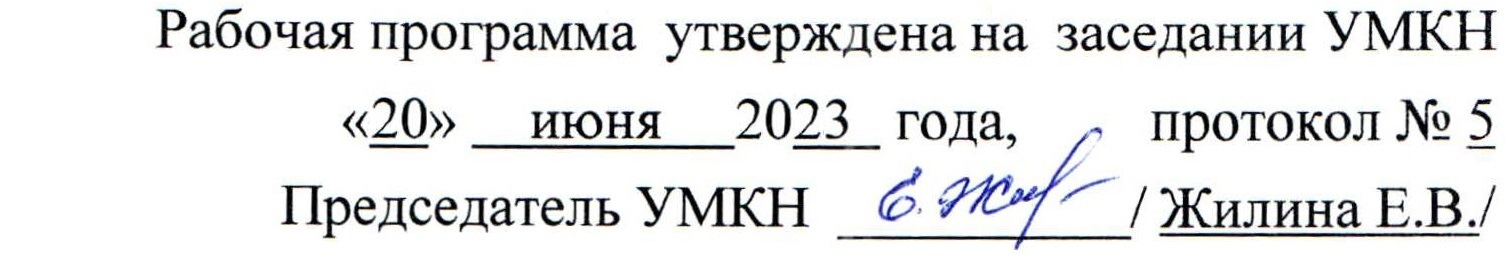 Рабочая программа утверждена на заседании УМКН
«20» июня 2023 года, протокол № 5
Председатель УМКН / Жилина Е.В./